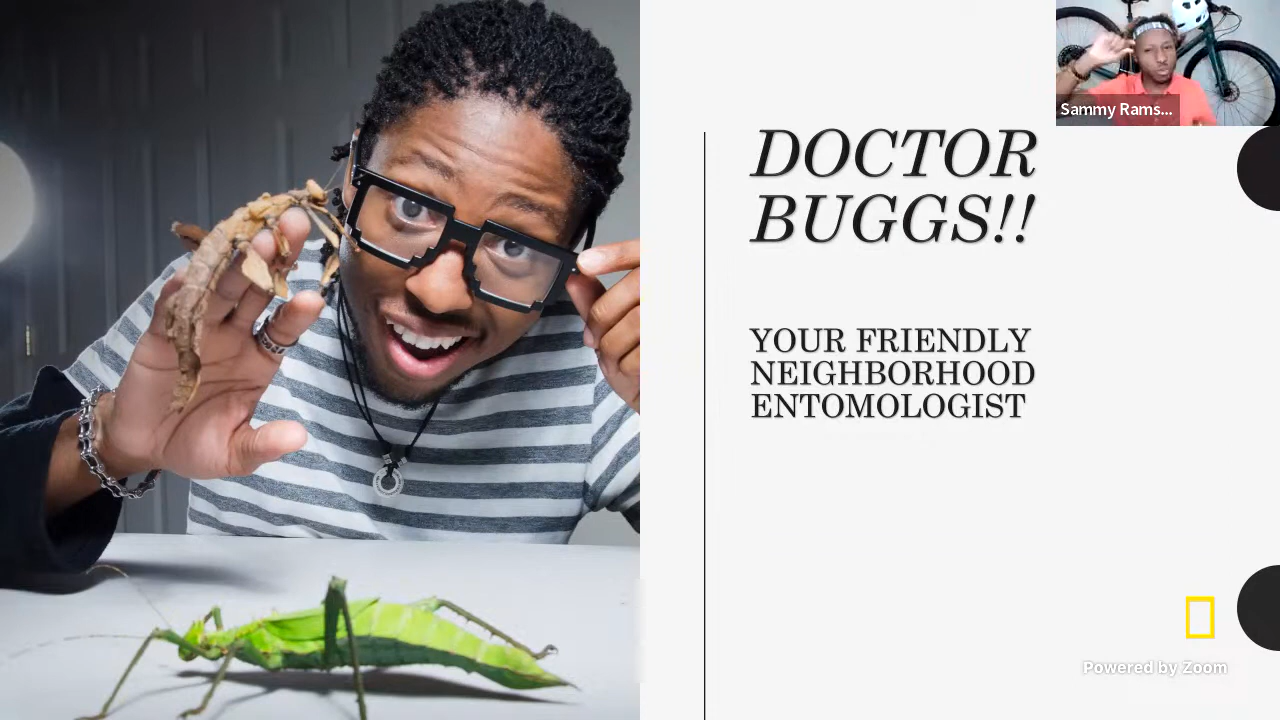 Sammy Rams...
DOCTOR
BUGGS!!
YOUR FRIENDLY
NEIGHBORHOOD
ENTOMOLOGIST
Powered by Zoom